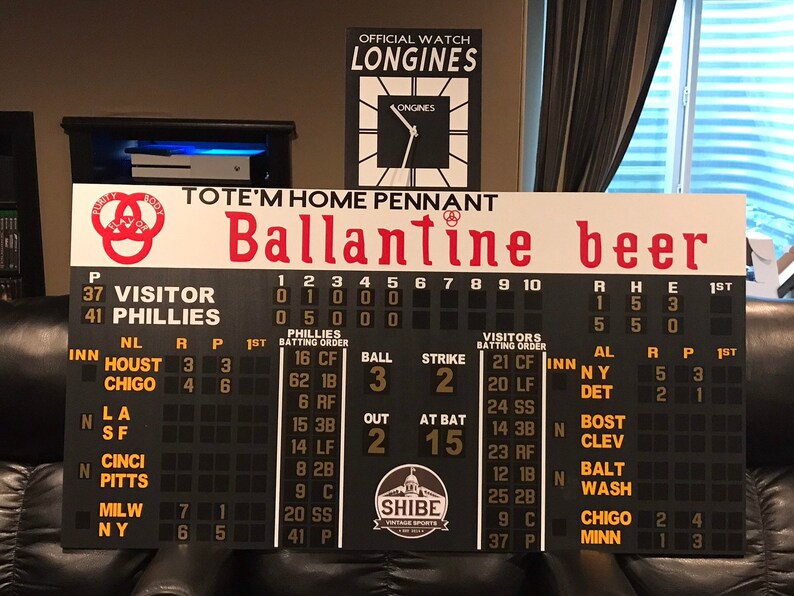 OFFICIAL WATCH
LONGINES
LONGINES
TOTE'M HOME PENNANT
PURITY BODY
FLAVOR
Ballantine beer
P 1 2 3 4 5 6 7 8 9 10 R H E 1ST
37 VISITOR 0 1 0 0 0 1 5 3
41 PHILLIES 0 5 0 0 0 5 5 0
NL R P 1ST
INN
HOUST 3 3
CHIGO 4 6
N
L A
S F
N
CINCI
PITTS
MILW 7 1
N Y 6 5
PHILLIES
BATTING ORDER
16 CF
62 1B
6 RF
15 3B
14 LF
8 2B
9 C
20 SS
41 P
BALL STRIKE
3 2
OUT AT BAT
2 15
SHIBE
VINTAGE SPORTS
VISITORS
BATTING ORDER
21 CF
20 LF
24 SS
14 3B
23 RF
12 1B
25 2B
9 C
37 P
AL R P 1ST
INN
N Y 5 3
DET 2 1
N
BOST
CLEV
N
BALT
WASH
CHIGO 2 4
MINN 1 3